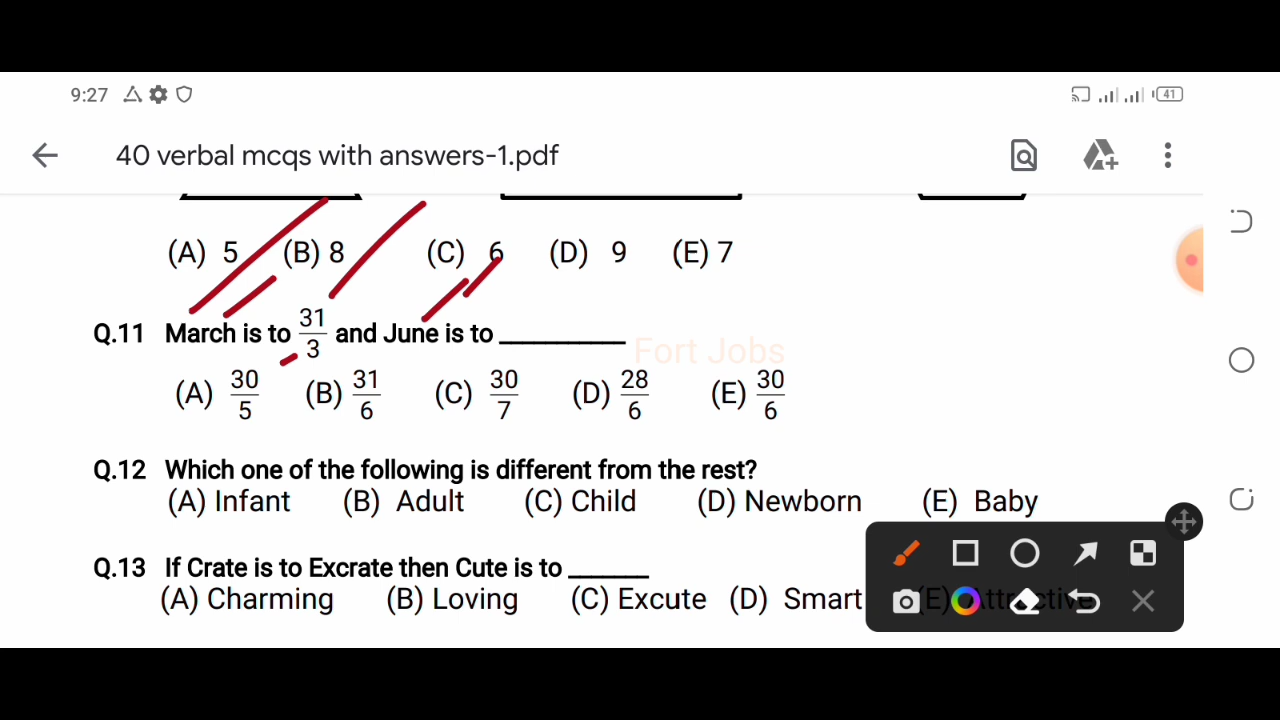 9:27 41
40 verbal mcqs with answers-1.pdf
(A) 5 (B) 8 (C) 6 (D) 9 (E) 7
Q.11 March is to 31/3 and June is to __________
Fort Jobs
(A) 30/5 (B) 31/6 (C) 30/7 (D) 28/6 (E) 30/6
Q.12 Which one of the following is different from the rest?
(A) Infant (B) Adult (C) Child (D) Newborn (E) Baby
Q.13 If Crate is to Excrate then Cute is to ______
(A) Charming (B) Loving (C) Excute (D) Smart (E) Attractive